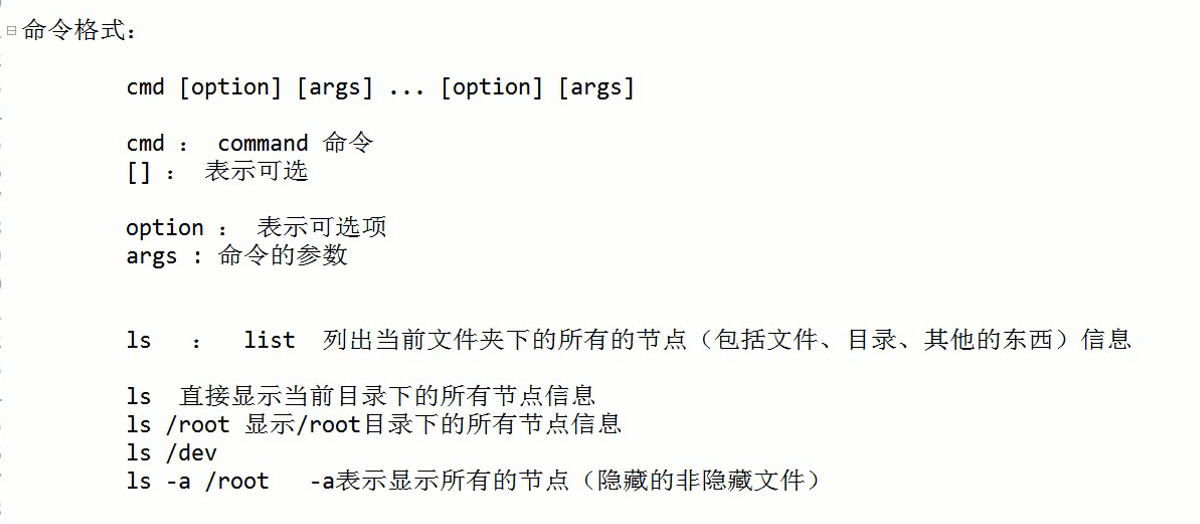 命令格式：
cmd [option] [args] ... [option] [args]
cmd ： command 命令
[] ： 表示可选
option ： 表示可选项
args : 命令的参数
ls ： list 列出当前文件夹下的所有的节点（包括文件、目录、其他的东西）信息
ls 直接显示当前目录下的所有节点信息
ls /root 显示/root目录下的所有节点信息
ls /dev
ls -a /root -a表示显示所有的节点（隐藏的非隐藏文件）